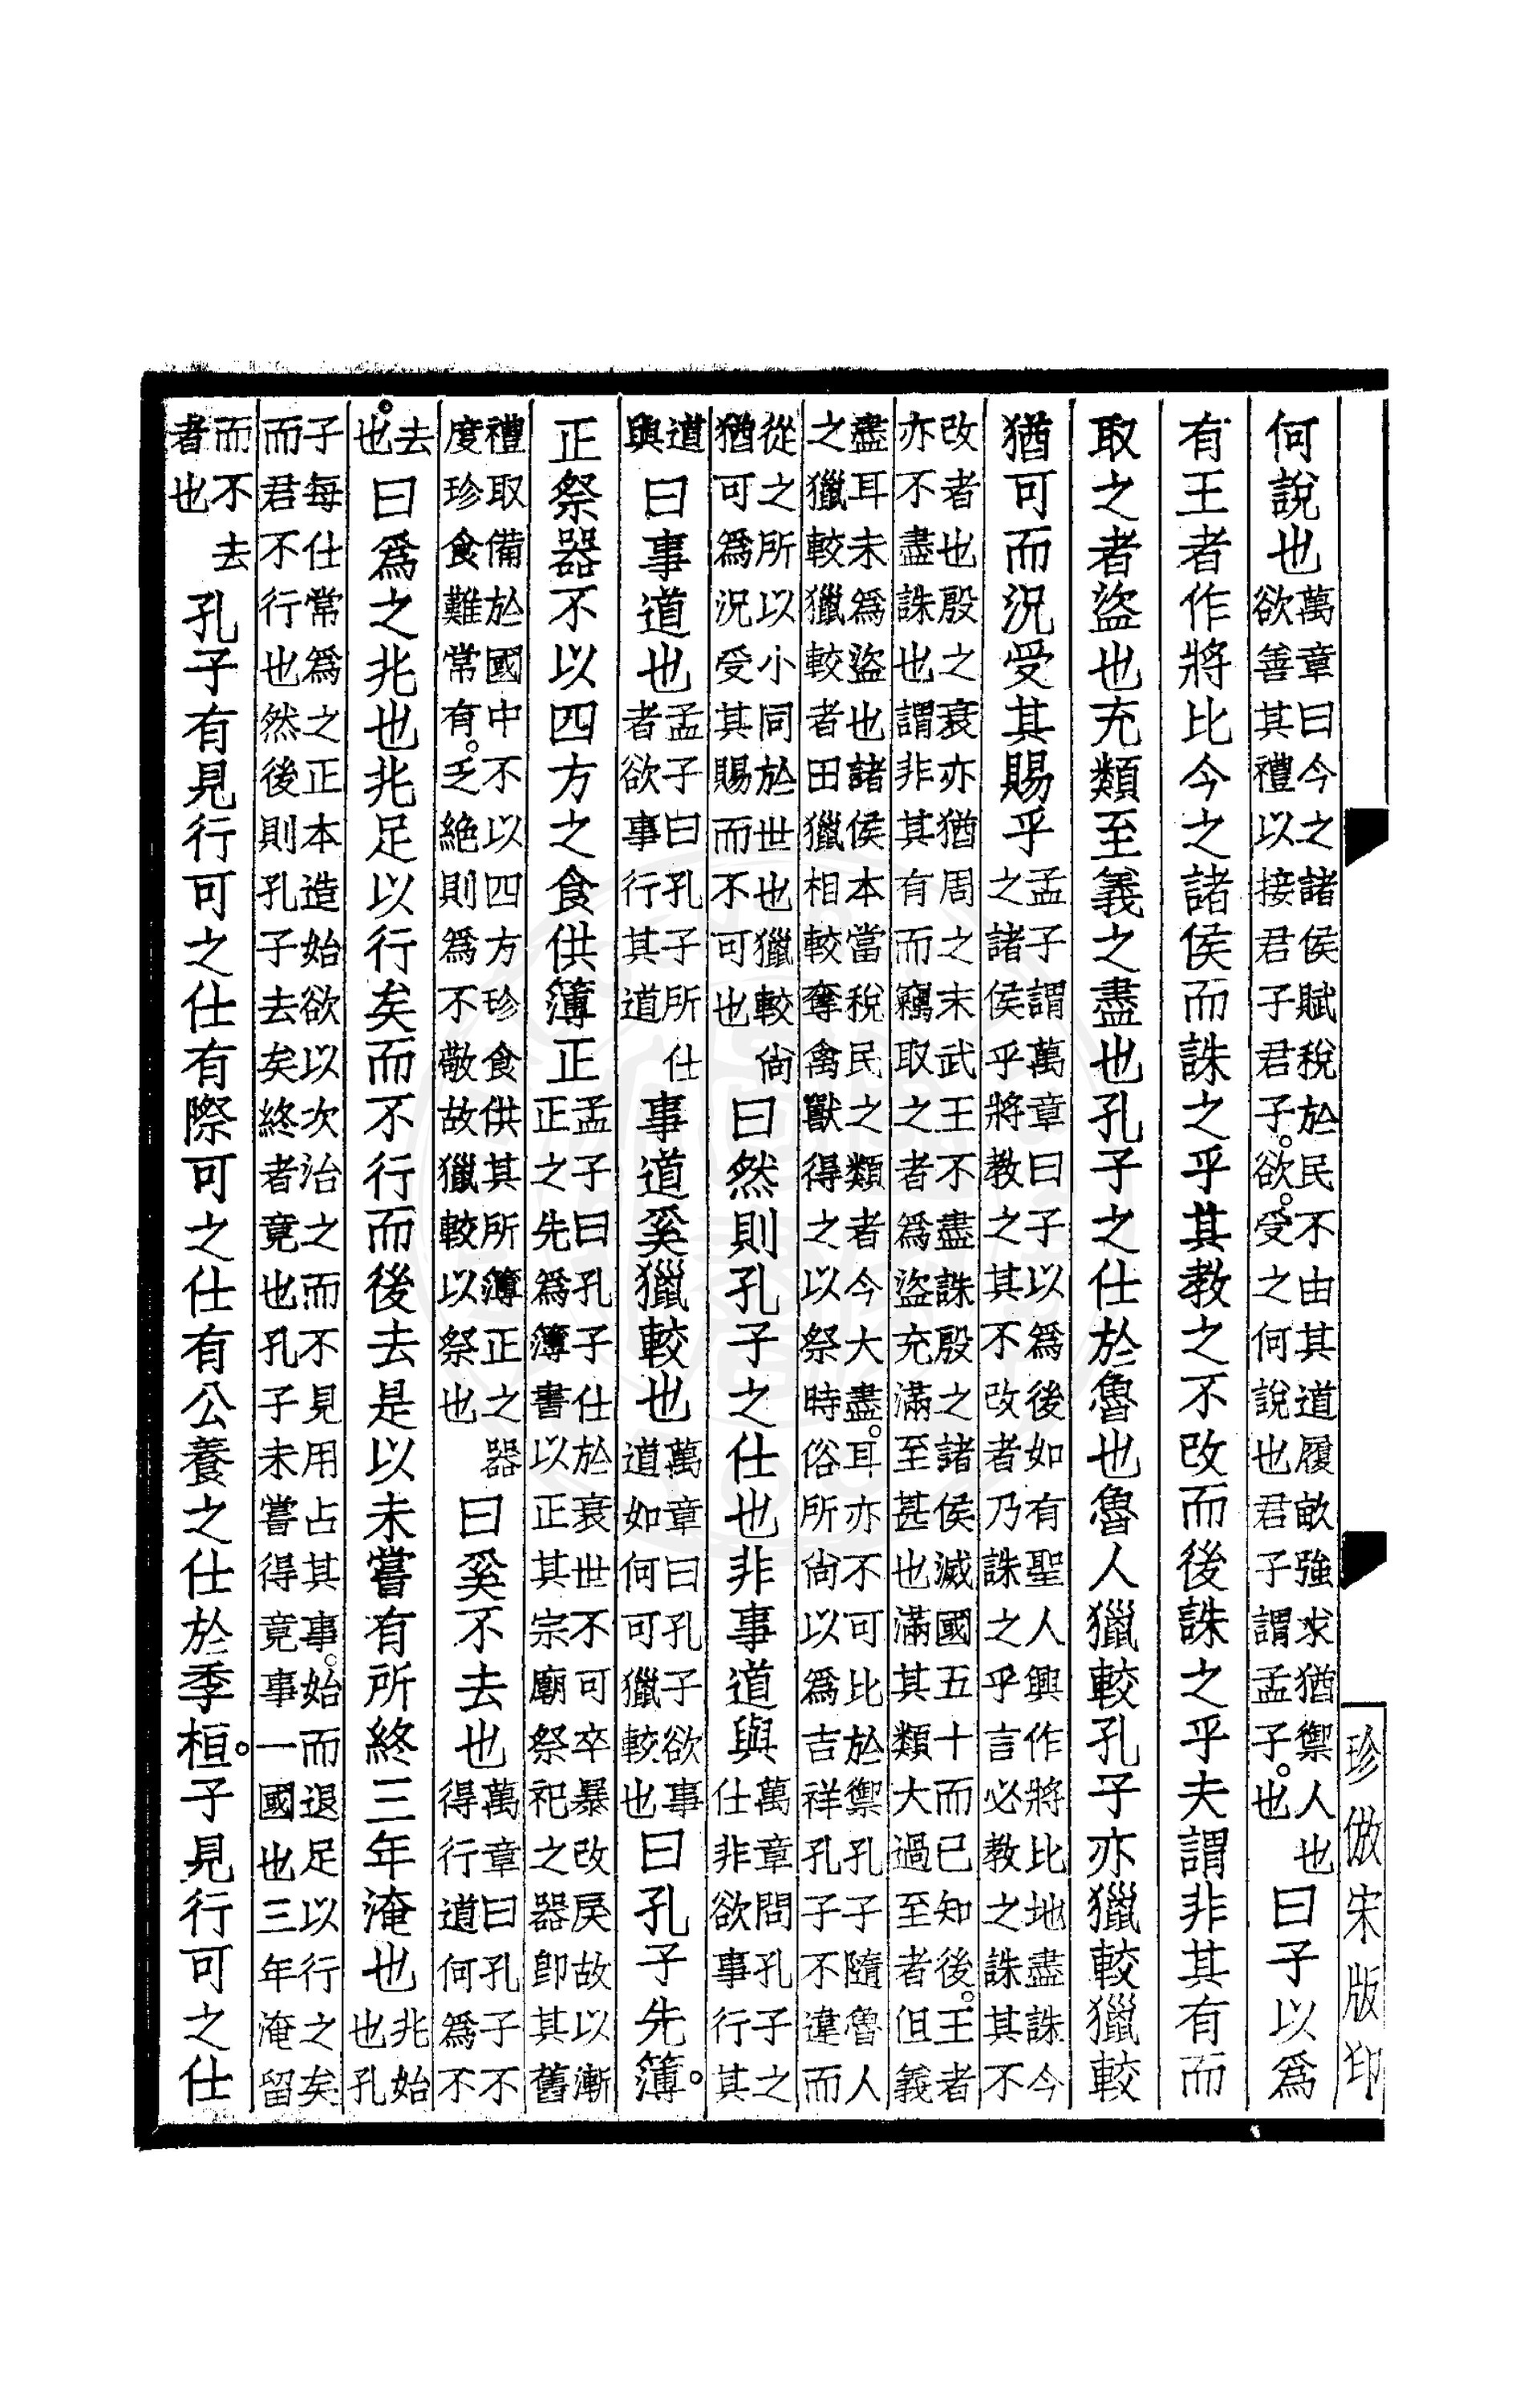 何說也
萬章曰今之諸侯賦稅於民不由其道履畝強求猶禦人也
欲善其禮以接君子君子。欲。受之何說也君子謂孟子。也
曰子以爲
有王者作將比今之諸侯而誅之乎其教之不改而後誅之乎夫謂非其有而
取之者盜也充類至義之盡也孔子之仕於魯也魯人獵較孔子亦獵較獵較
猶可而況受其賜乎
孟子謂萬章曰子以爲後如有聖人興作將比地盡誅今
之諸侯乎將教之其不改者乃誅之乎言必教之誅其不
改者也殷之衰亦猶周之末武王不盡誅殷之諸侯滅國五十而已知後。王者
亦不盡誅也謂非其有而竊取之者爲盜充滿至甚也滿其類大過至者但義
盡耳未爲盜也諸侯本當稅民之類者今大盡。耳亦不可比於禦孔子隨魯人
之獵較獵較者田獵相較奪禽獸得之以祭時俗所尚以爲吉祥孔子不違而
從之所以小同於世也獵較尚
猶可爲況受其賜而不可也
曰然則孔子之仕也非事道與
萬章問孔子之
仕非欲事行其
道
與
曰事道也
孟子曰孔子所仕
者欲事行其道
事道奚獵較也
萬章曰孔子欲事
道如何可獵較也
曰孔子先簿。
正祭器不以四方之食供簿正
孟子曰孔子仕於衰世不可卒暴改戾故以漸
正之先爲簿書以正其宗廟祭祀之器卽其舊
禮取備於國中不以四方珍食供其所簿正之器
度珍食難常有。乏絕則爲不敬故獵較以祭也
曰奚不去也
萬章曰孔子不
得行道何爲不
去
。也
曰爲之兆也兆足以行矣而不行而後去是以未嘗有所終三年淹也
兆始
也孔
子每仕常爲之正本造始欲以次治之而不見用占其事。始而退足以行之矣
而君不行也然後則孔子去矣終者竟也孔子未嘗得竟事一國也三年淹留
而不去
者也
孔子有見行可之仕有際可之仕有公養之仕於季桓。子見行可之仕
珍倣宋版印